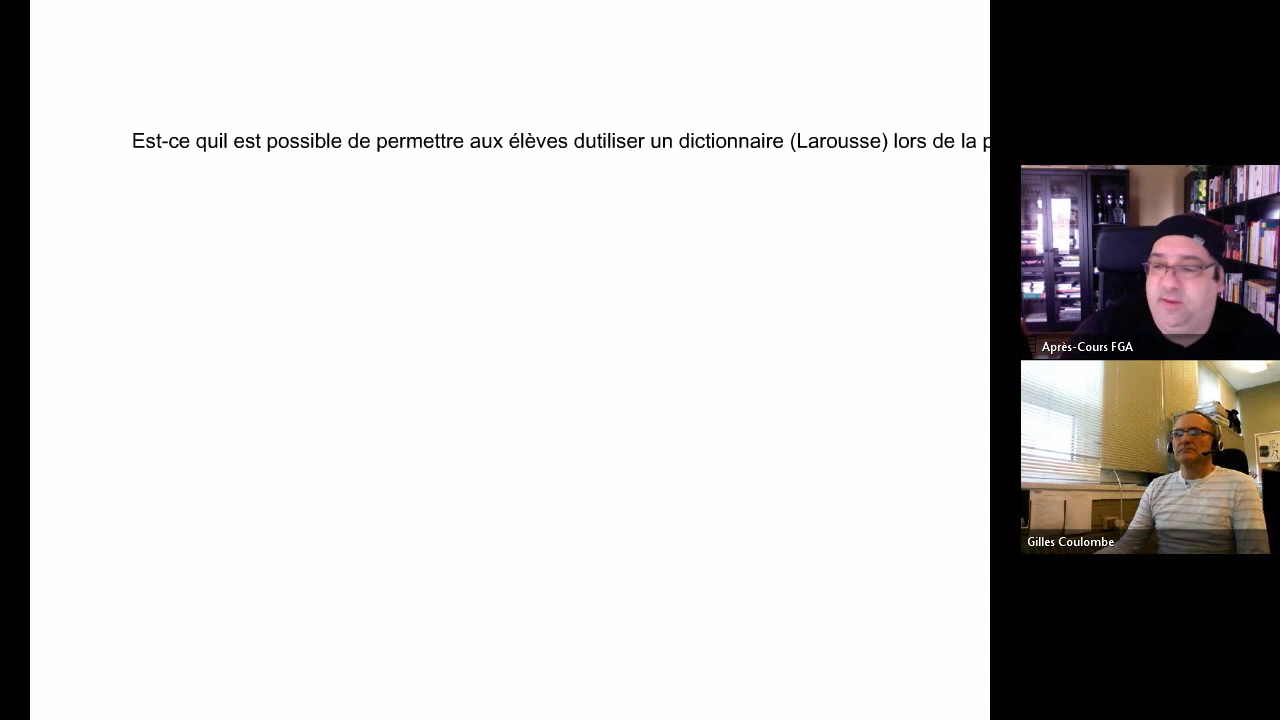 Est-ce quil est possible de permettre aux élèves dutiliser un dictionnaire (Larousse) lors de la
Après-Cours FGA
Gilles Coulombe